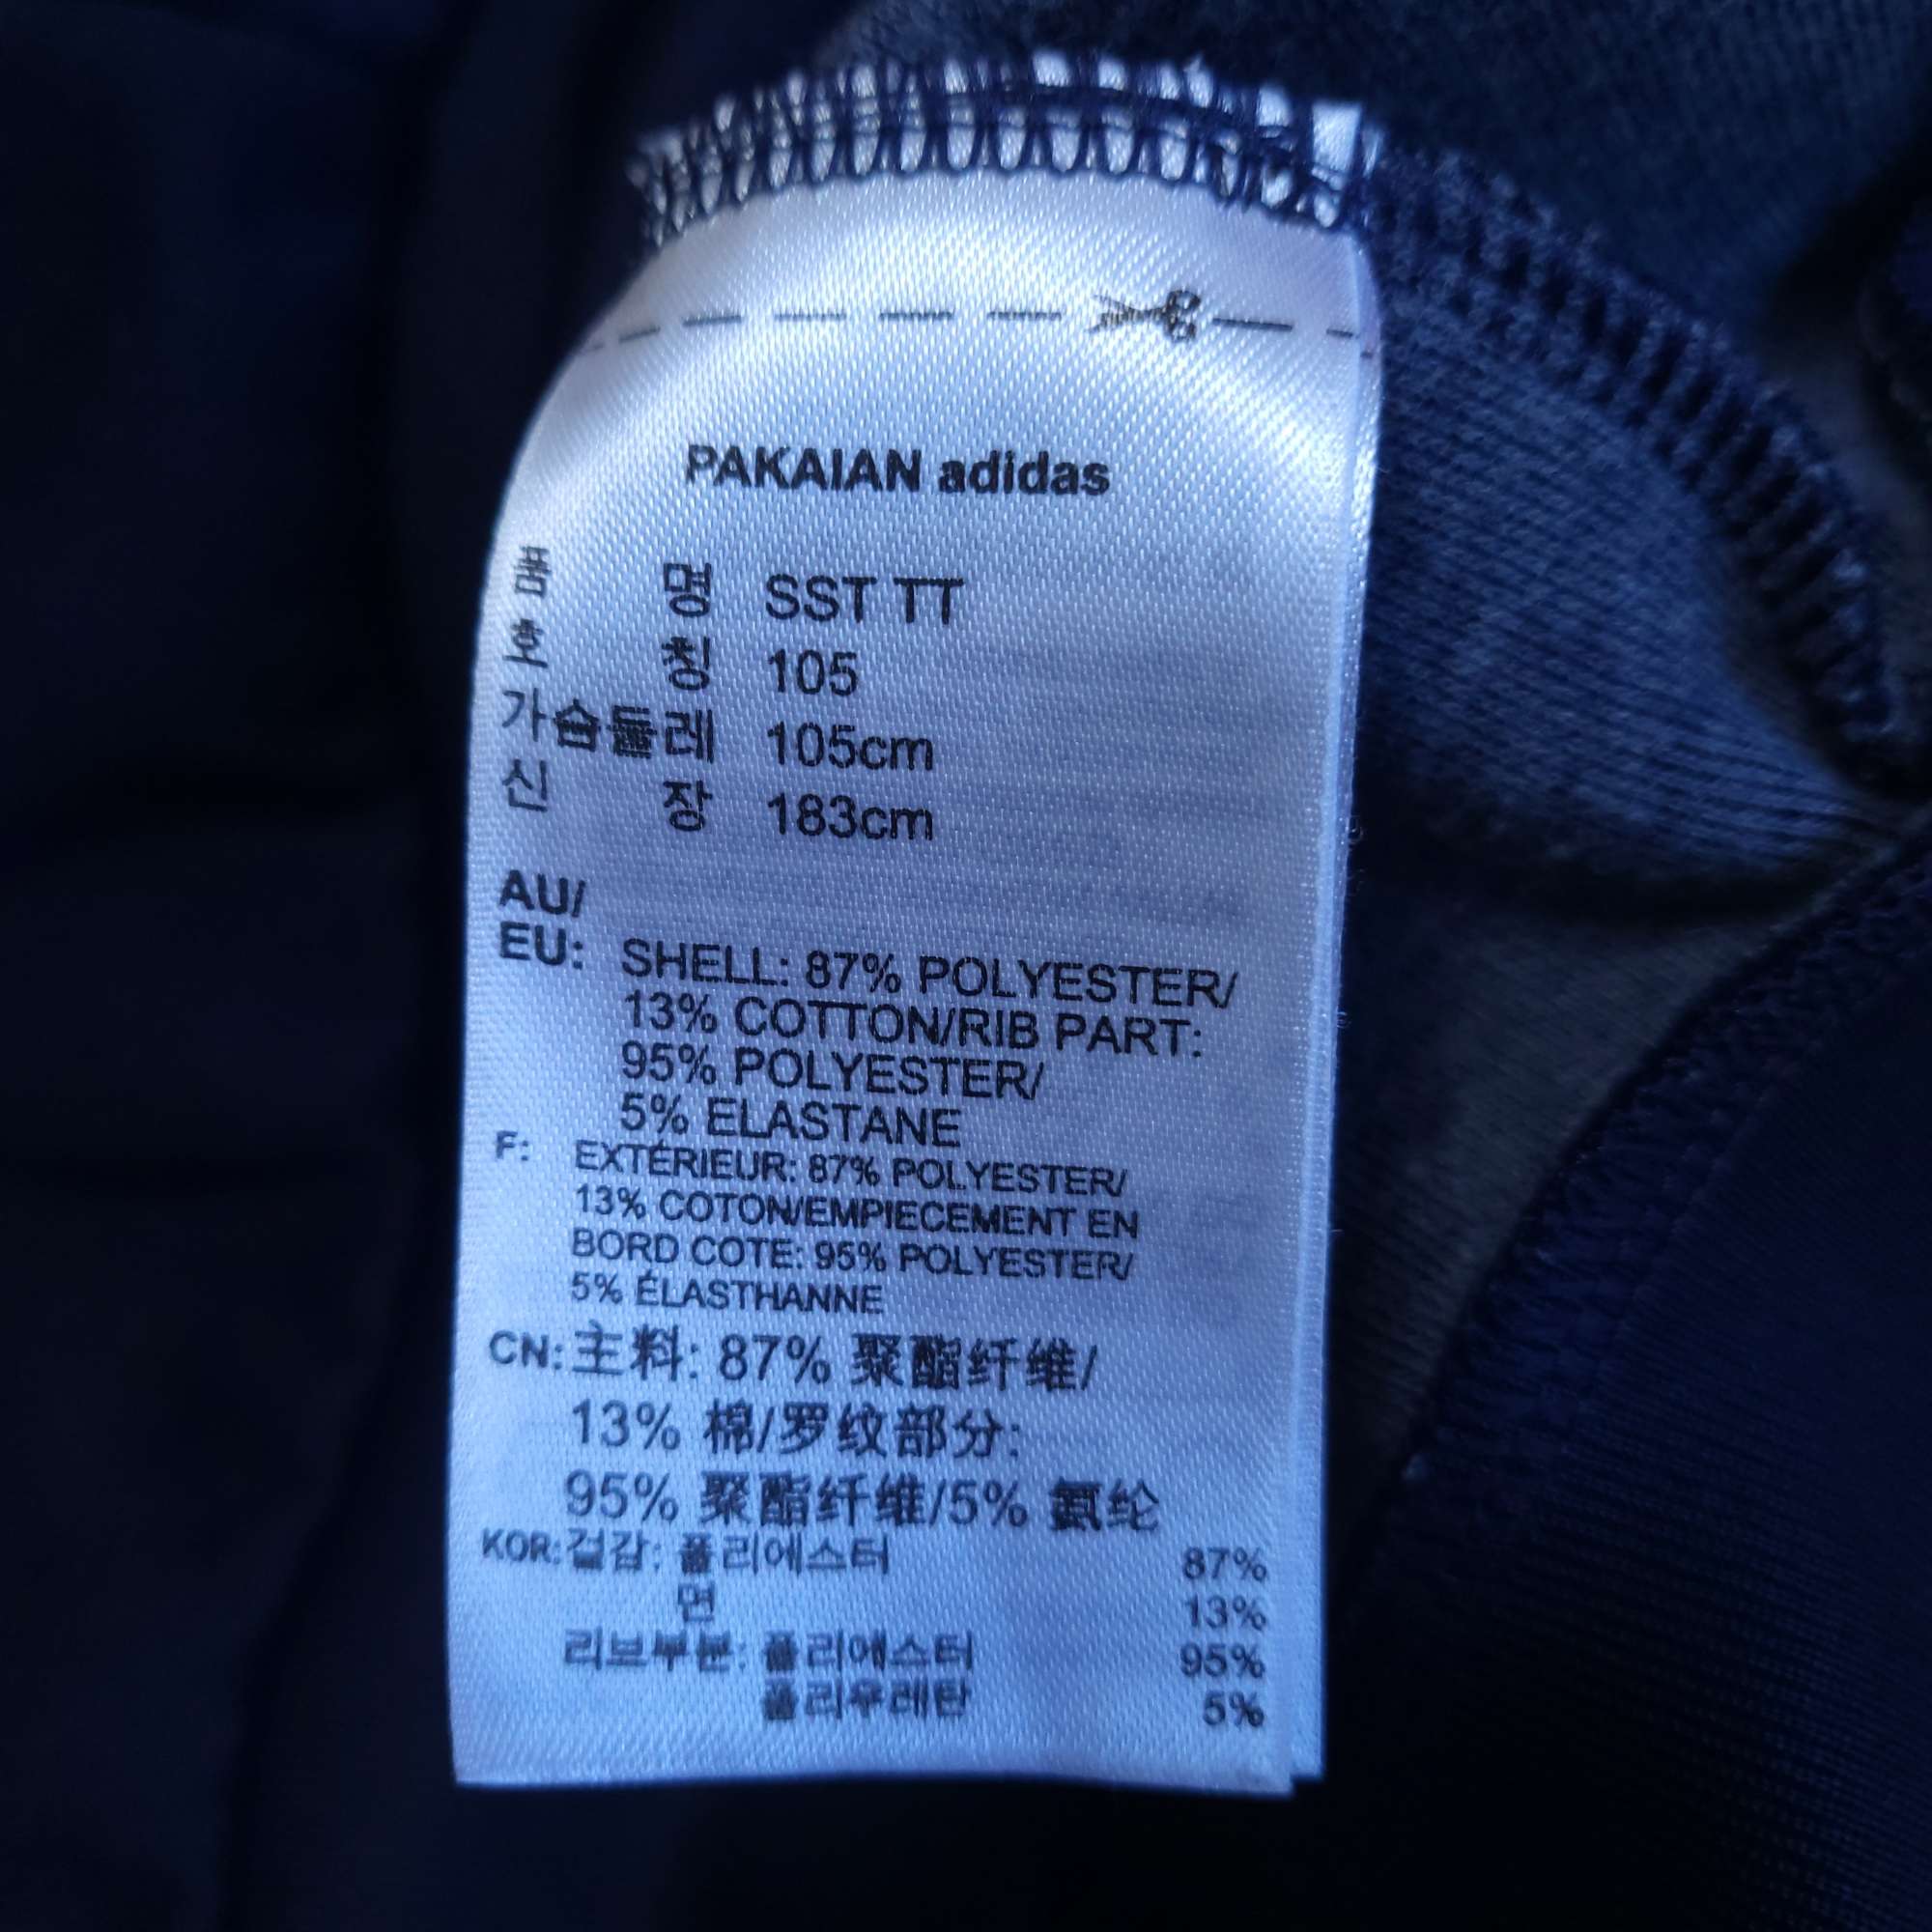 PAKAIAN adidas
품 명 SST TT
호 칭 105
가슴둘레 105cm
신 장 183cm
AU/
EU: SHELL: 87% POLYESTER/
13% COTTON/RIB PART:
95% POLYESTER/
5% ELASTANE
F: EXTÉRIEUR: 87% POLYESTER/
13% COTON/EMPIECEMENT EN
BORD COTE: 95% POLYESTER/
5% ÉLASTHANNE
CN: 主料: 87% 聚酯纤维/
13% 棉/罗纹部分:
95% 聚酯纤维/5% 氨纶
KOR: 겉감: 폴리에스터 87%
면 13%
리브부분: 폴리에스터 95%
폴리우레탄 5%